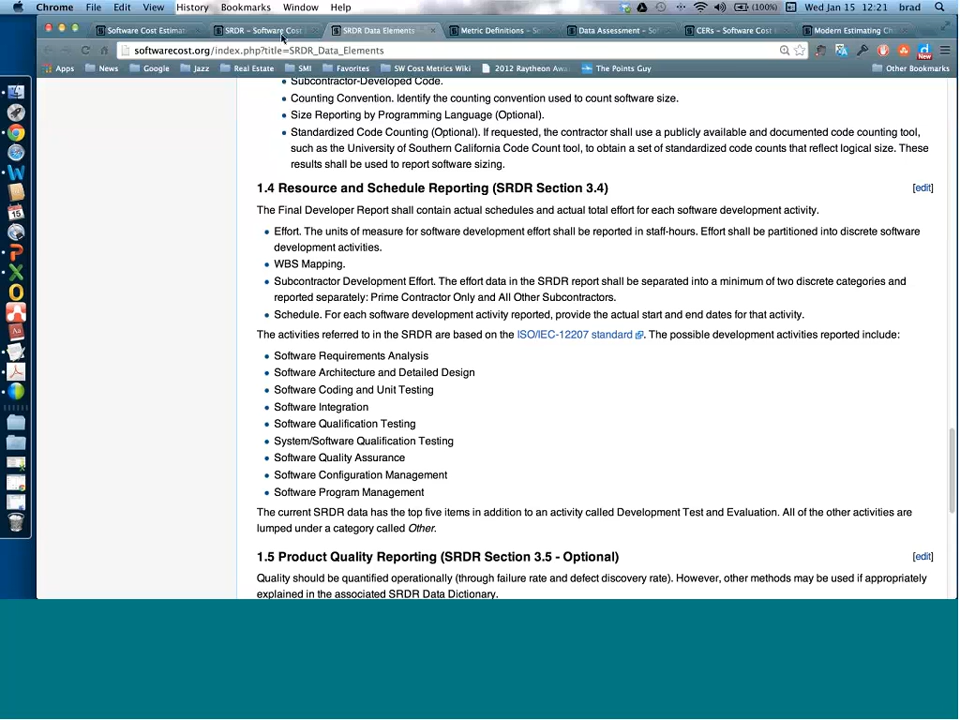 Chrome File Edit View History Bookmarks Window Help (100%) Wed Jan 15 12:21 brad
Software Cost Estimat SRDR – Software Cost SRDR Data Elements Metric Definitions – So Data Assessment – So CERs – Software Cost Modern Estimating Ch
softwarecost.org/index.php?title=SRDR_Data_Elements
Apps News Google Jazz Real Estate SMI Favorites SW Cost Metrics Wiki 2012 Raytheon Awa The Points Guy Other Bookmarks
Subcontractor-Developed Code.
Counting Convention. Identify the counting convention used to count software size.
Size Reporting by Programming Language (Optional).
Standardized Code Counting (Optional). If requested, the contractor shall use a publicly available and documented code counting tool,
such as the University of Southern California Code Count tool, to obtain a set of standardized code counts that reflect logical size. These
results shall be used to report software sizing.
1.4 Resource and Schedule Reporting (SRDR Section 3.4) [edit]
The Final Developer Report shall contain actual schedules and actual total effort for each software development activity.
Effort. The units of measure for software development effort shall be reported in staff-hours. Effort shall be partitioned into discrete software
development activities.
WBS Mapping.
Subcontractor Development Effort. The effort data in the SRDR report shall be separated into a minimum of two discrete categories and
reported separately: Prime Contractor Only and All Other Subcontractors.
Schedule. For each software development activity reported, provide the actual start and end dates for that activity.
The activities referred to in the SRDR are based on the ISO/IEC-12207 standard. The possible development activities reported include:
Software Requirements Analysis
Software Architecture and Detailed Design
Software Coding and Unit Testing
Software Integration
Software Qualification Testing
System/Software Qualification Testing
Software Quality Assurance
Software Configuration Management
Software Program Management
The current SRDR data has the top five items in addition to an activity called Development Test and Evaluation. All of the other activities are
lumped under a category called Other.
1.5 Product Quality Reporting (SRDR Section 3.5 - Optional) [edit]
Quality should be quantified operationally (through failure rate and defect discovery rate). However, other methods may be used if appropriately
explained in the associated SRDR Data Dictionary.